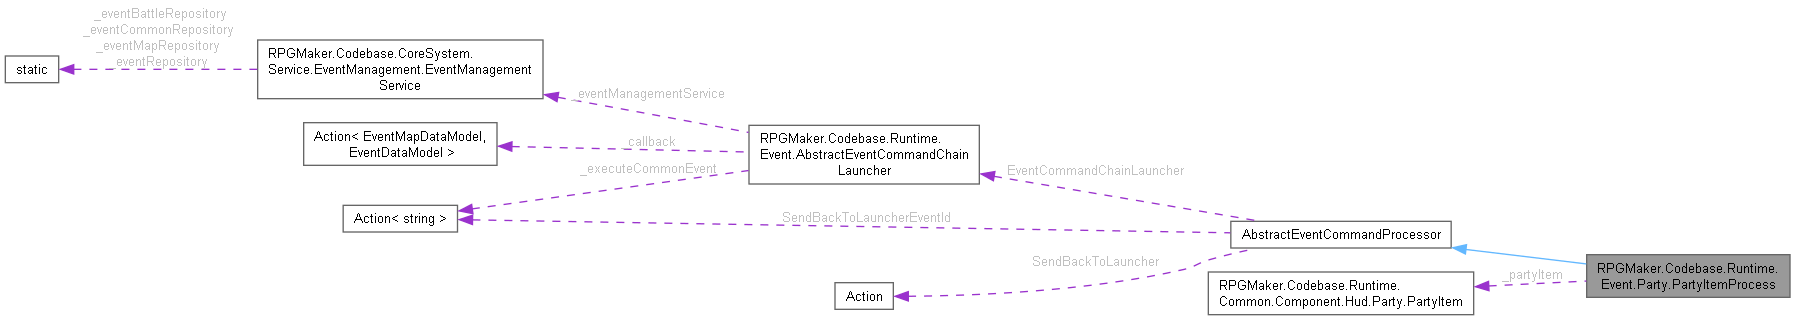 _eventBattleRepository
_eventCommonRepository
_eventMapRepository
_eventRepository
static
RPGMaker.Codebase.CoreSystem.
Service.EventManagement.EventManagement
Service
_eventManagementService
Action< EventMapDataModel,
EventDataModel >
_callback
RPGMaker.Codebase.Runtime.
Event.AbstractEventCommandChain
Launcher
_executeCommonEvent
EventCommandChainLauncher
Action< string >
SendBackToLauncherEventId
AbstractEventCommandProcessor
SendBackToLauncher
Action
RPGMaker.Codebase.Runtime.
Common.Component.Hud.Party.PartyItem
_partyItem
RPGMaker.Codebase.Runtime.
Event.Party.PartyItemProcess